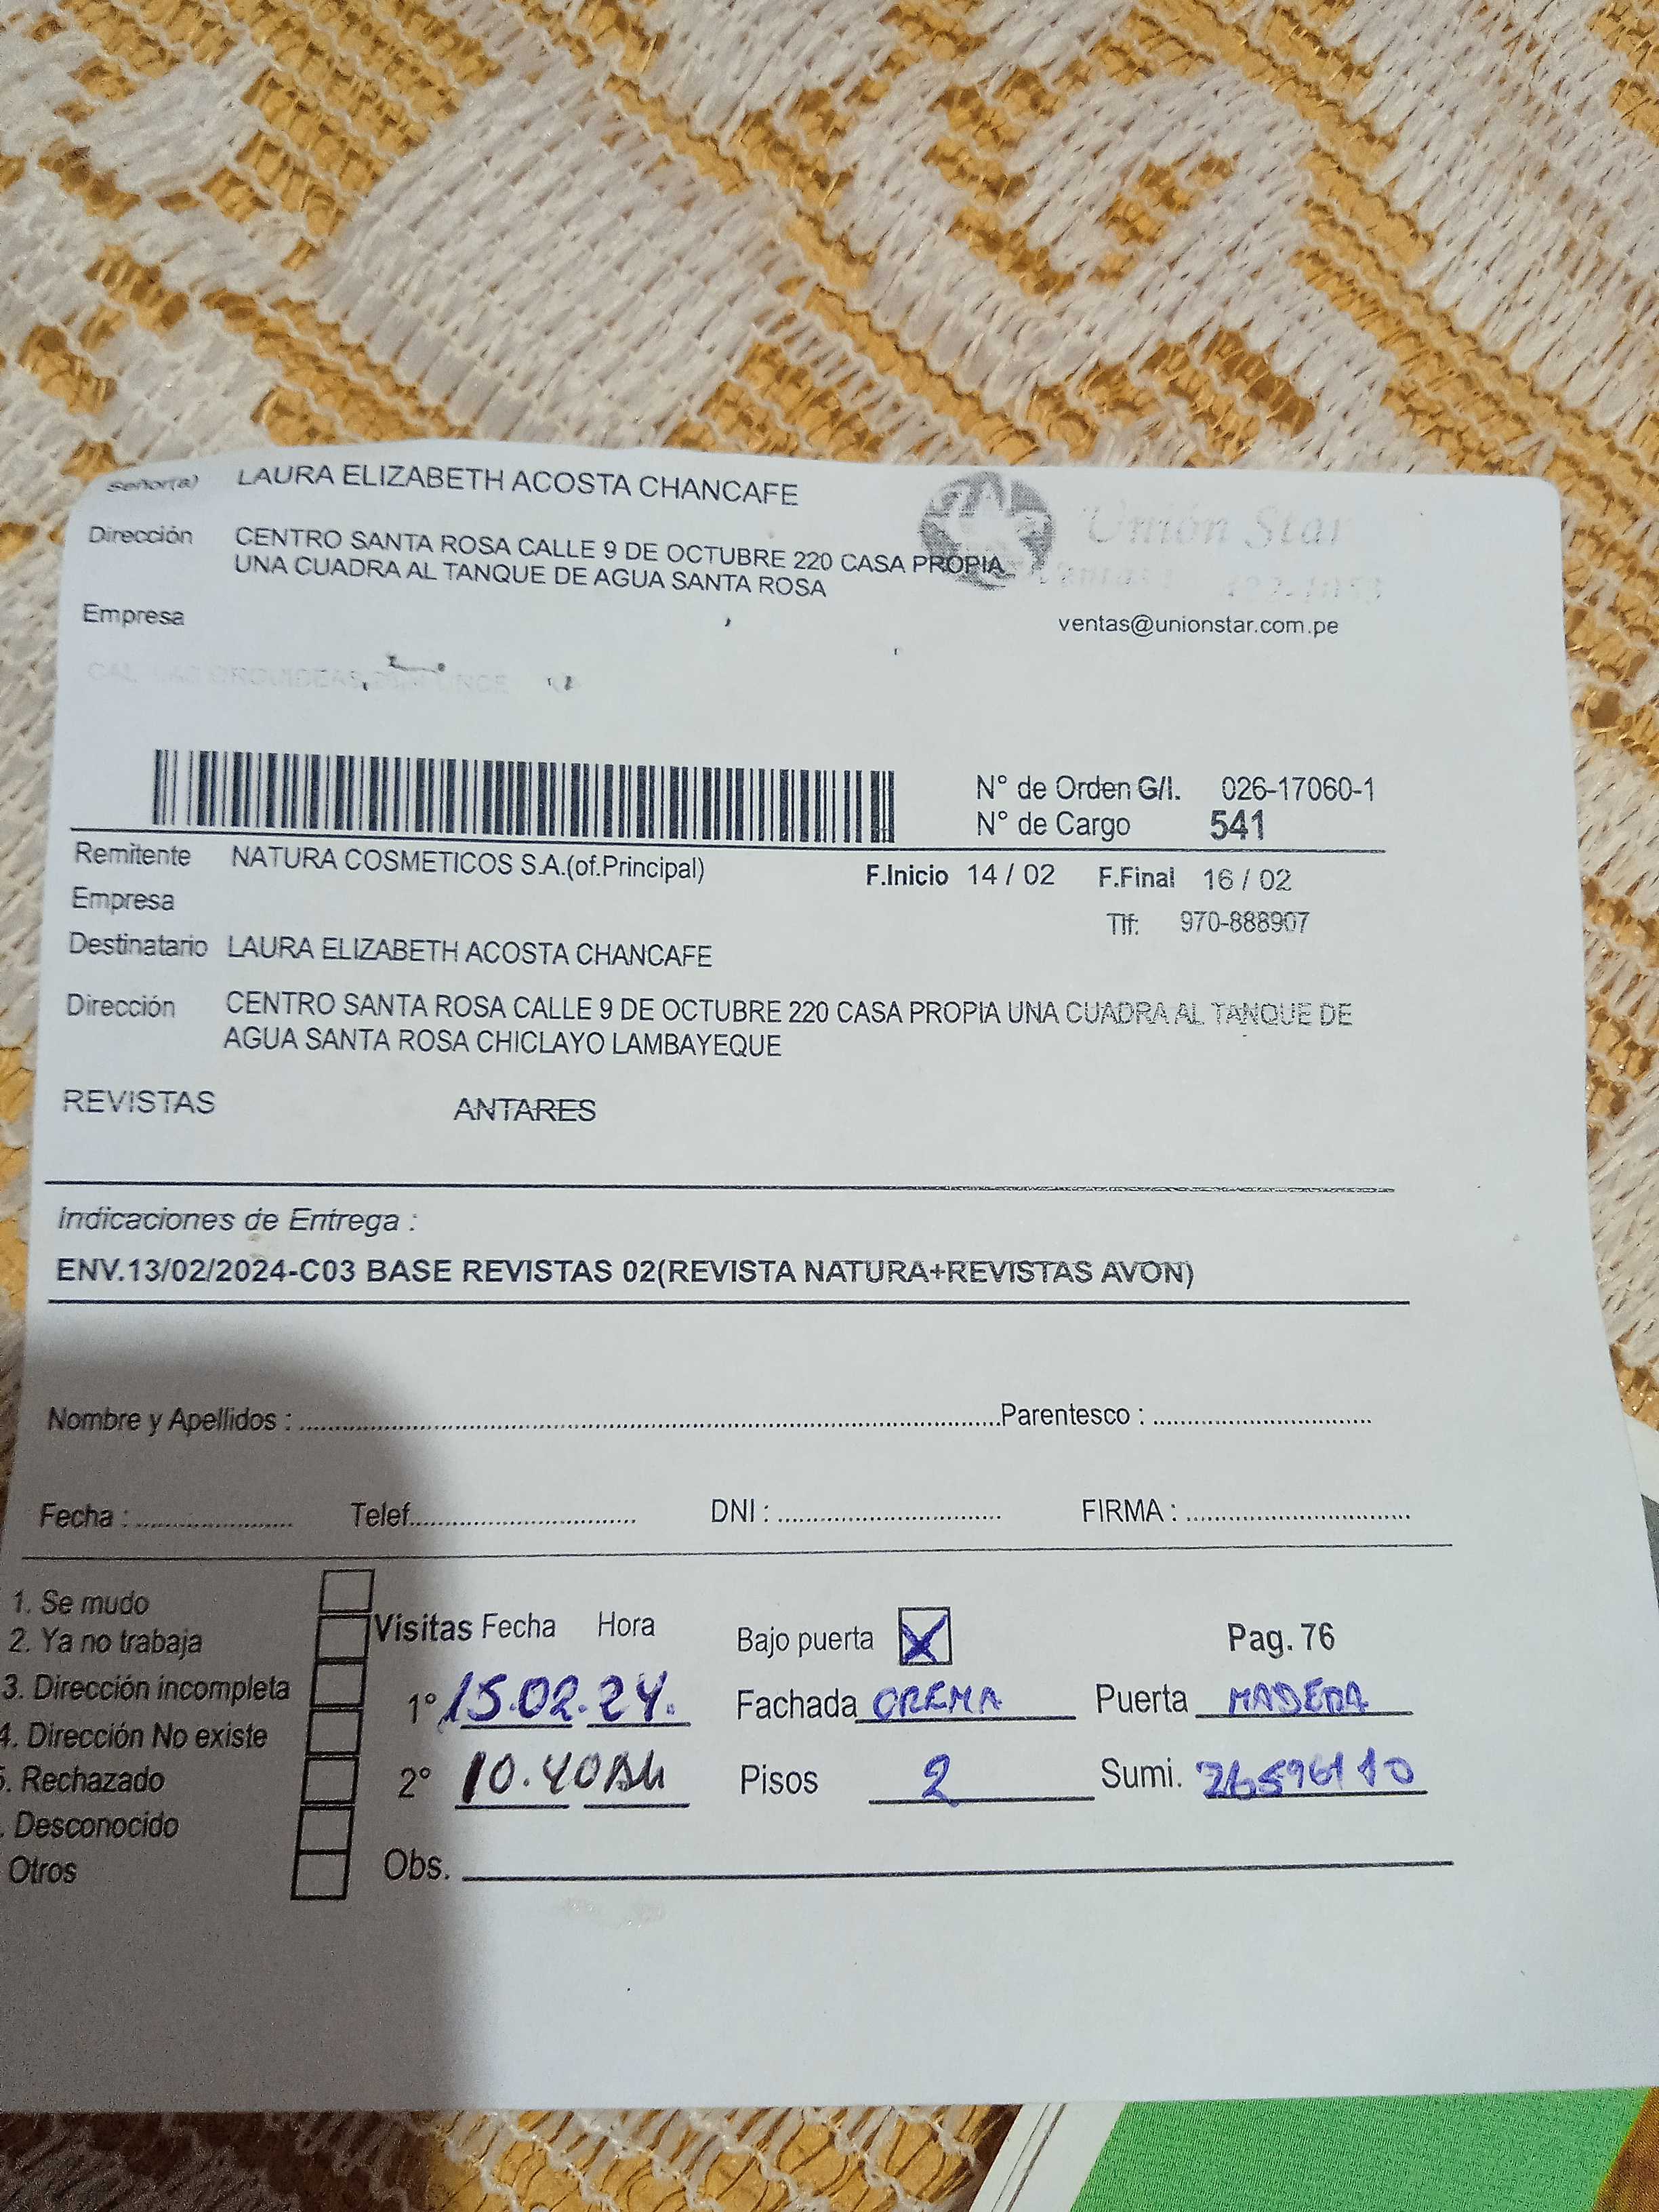 Señor(a) LAURA ELIZABETH ACOSTA CHANCAFE
Unión Star
Dirección CENTRO SANTA ROSA CALLE 9 DE OCTUBRE 220 CASA PROPIA
UNA CUADRA AL TANQUE DE AGUA SANTA ROSA
Empresa
ventas@unionstar.com.pe
N° de Orden G/I. 026-17060-1
N° de Cargo 541
Remitente NATURA COSMETICOS S.A.(of.Principal) F.Inicio 14 / 02 F.Final 16 / 02
Empresa
Tlf: 970-888907
Destinatario LAURA ELIZABETH ACOSTA CHANCAFE
Dirección CENTRO SANTA ROSA CALLE 9 DE OCTUBRE 220 CASA PROPIA UNA CUADRA AL TANQUE DE
AGUA SANTA ROSA CHICLAYO LAMBAYEQUE
REVISTAS ANTARES
Indicaciones de Entrega :
ENV.13/02/2024-C03 BASE REVISTAS 02(REVISTA NATURA+REVISTAS AVON)
Nombre y Apellidos : Parentesco :
Fecha : Telef. DNI : FIRMA :
1. Se mudo
2. Ya no trabaja
3. Dirección incompleta
4. Dirección No existe
5. Rechazado
. Desconocido
Otros
Visitas Fecha Hora
1° 15.02.24.
2° 10.40
Obs.
Bajo puerta X Pag. 76
Fachada CREMA Puerta MADERA
Pisos 2 Sumi.